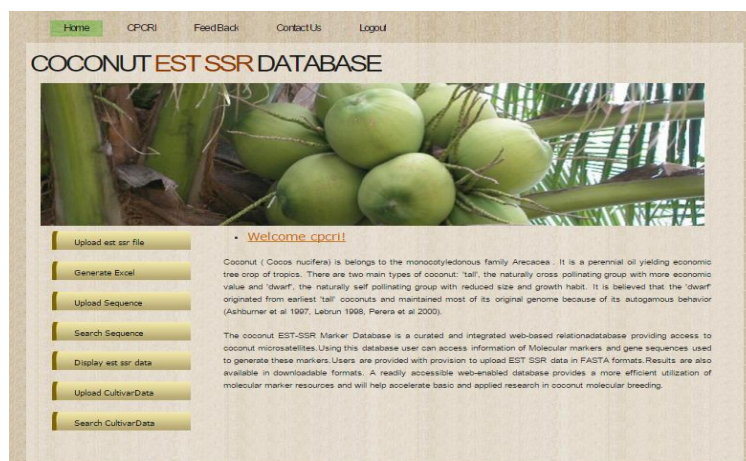 Home CPCRI Feed Back Contact Us Logout
COCONUT EST SSR DATABASE
Upload est ssr file
Generate Excel
Upload Sequence
Search Sequence
Display est ssr data
Upload CultivarData
Search CultivarData
• Welcome cpcri!
Coconut ( Cocos nucifera) is belongs to the monocotyledonous family Arecacea . It is a perennial oil yielding economic
tree crop of tropics. There are two main types of coconut: 'tall', the naturally cross pollinating group with more economic
value and 'dwarf', the naturally self pollinating group with reduced size and growth habit. It is believed that the 'dwarf'
originated from earliest 'tall' coconuts and maintained most of its original genome because of its autogamous behavior
(Ashburner et al 1997, Lebrun 1998, Perera et al 2000).
The coconut EST-SSR Marker Database is a curated and integrated web-based relationadatabase providing access to
coconut microsatellites.Using this database user can access information of Molecular markers and gene sequences used
to generate these markers.Users are provided with provision to upload EST SSR data in FASTA formats.Results are also
available in downloadable formats. A readily accessible web-enabled database provides a more efficient utilization of
molecular marker resources and will help accelerate basic and applied research in coconut molecular breeding.